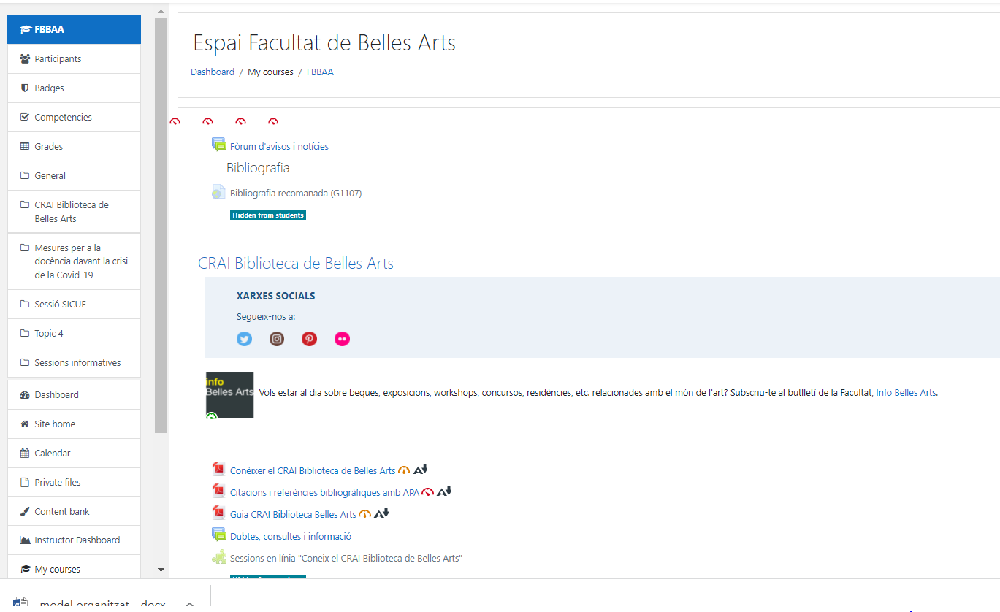 FBBAA
Participants
Badges
Competencies
Grades
General
CRAI Biblioteca de
Belles Arts
Mesures per a la
docència davant la crisi
de la Covid-19
Sessió SICUE
Topic 4
Sessions informatives
Dashboard
Site home
Calendar
Private files
Content bank
Instructor Dashboard
My courses
Espai Facultat de Belles Arts
Dashboard / My courses / FBBAA
Fòrum d'avisos i notícies
Bibliografia
Bibliografia recomanada (G1107)
Hidden from students
CRAI Biblioteca de Belles Arts
XARXES SOCIALS
Segueix-nos a:
info
Belles Arts
Vols estar al dia sobre beques, exposicions, workshops, concursos, residències, etc. relacionades amb el món de l'art? Subscriu-te al butlletí de la Facultat, Info Belles Arts.
Conèixer el CRAI Biblioteca de Belles Arts
Citacions i referències bibliogràfiques amb APA
Guia CRAI Biblioteca Belles Arts
Dubtes, consultes i informació
Sessions en línia "Coneix el CRAI Biblioteca de Belles Arts"
Hidden from students
model organitzat....docx